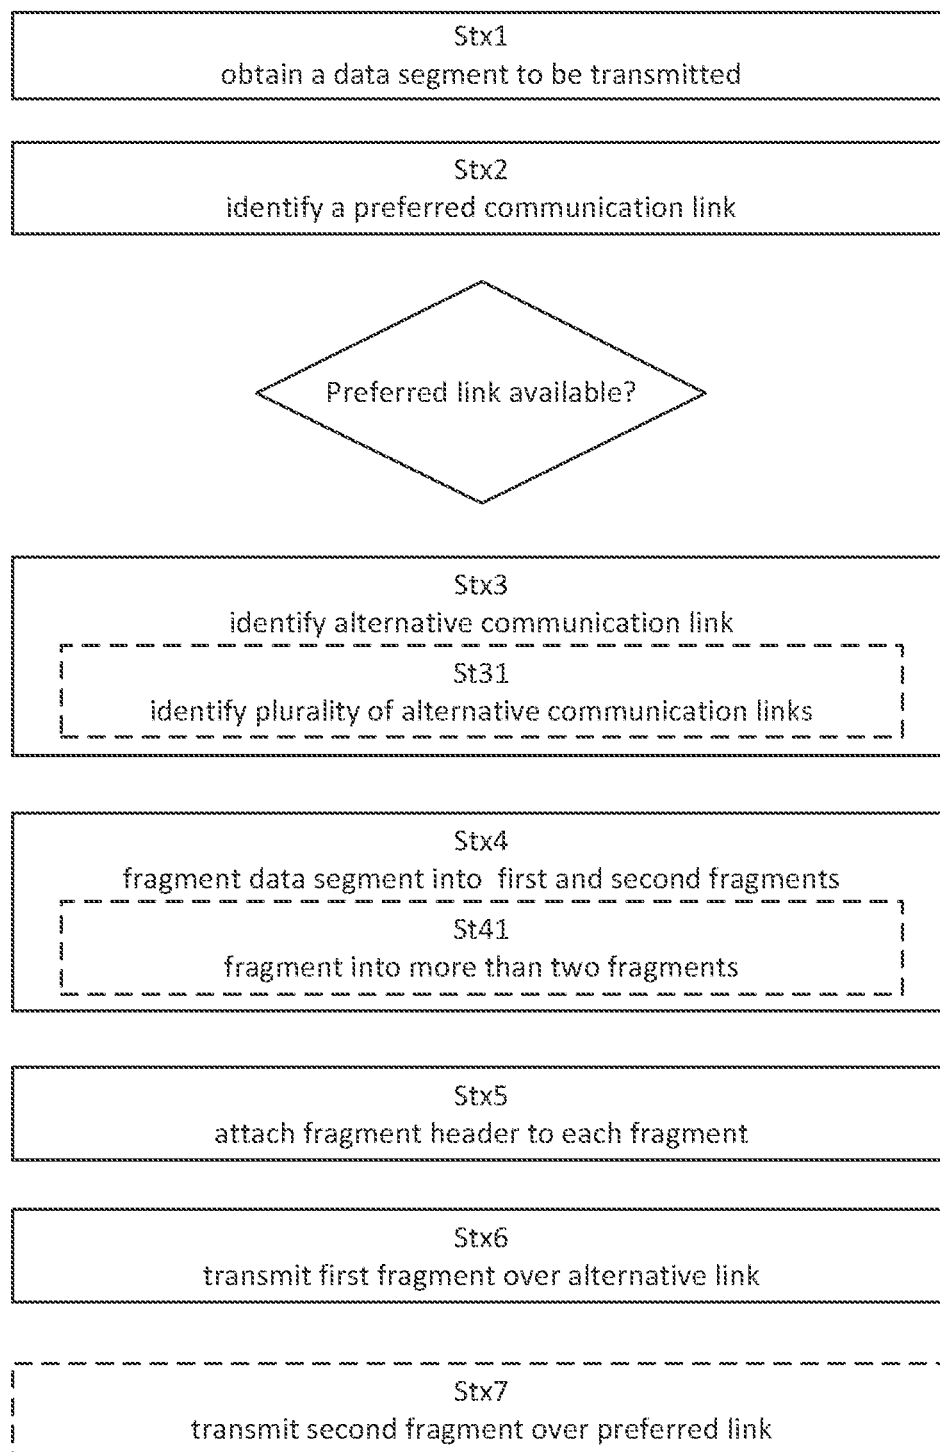 Stx1
obtain a data segment to be transmitted
Stx2
identify a preferred communication link
Preferred link available?
Stx3
identify alternative communication link
St31
identify plurality of alternative communication links
Stx4
fragment data segment into first and second fragments
St41
fragment into more than two fragments
Stx5
attach fragment header to each fragment
Stx6
transmit first fragment over alternative link
Stx7
transmit second fragment over preferred link